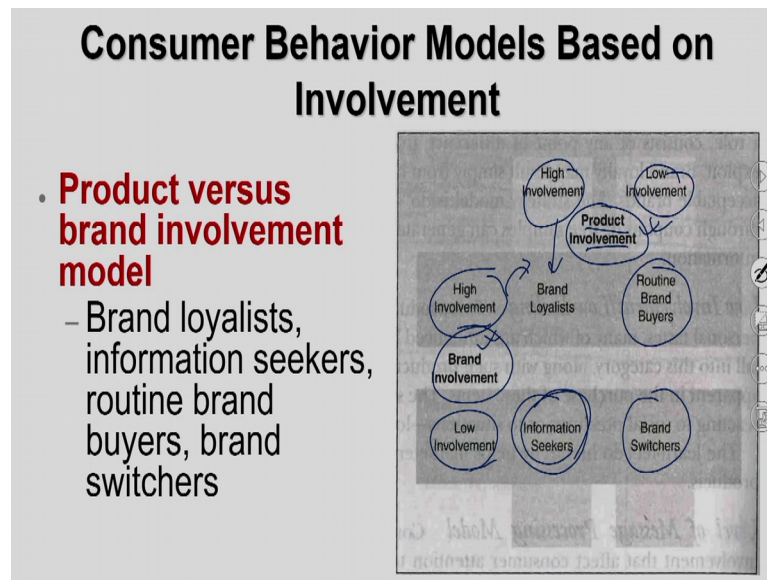 Consumer Behavior Models Based on
Involvement
• Product versus
brand involvement
model
– Brand loyalists,
information seekers,
routine brand
buyers, brand
switchers
High
Involvement
Low
Involvement
Product
Involvement
High
Involvement
Brand
Loyalists
Routine
Brand
Buyers
Brand
Involvement
Low
Involvement
Information
Seekers
Brand
Switchers